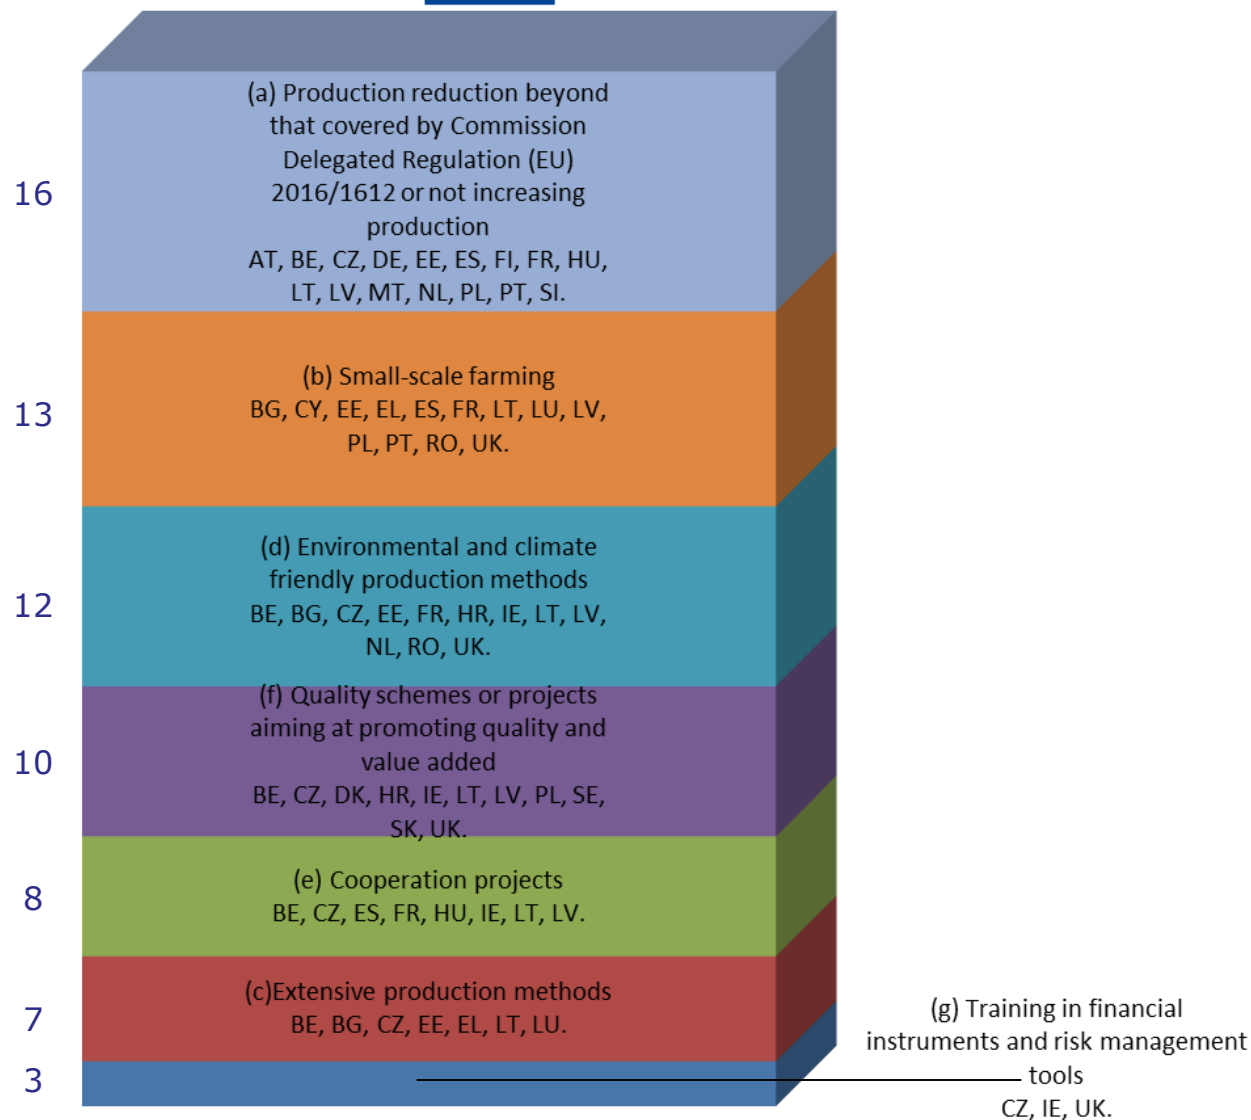 (a) Production reduction beyond
that covered by Commission
Delegated Regulation (EU)
16
2016/1612 or not increasing
production
AT, BE, CZ, DE, EE, ES, FI, FR, HU,
LT, LV, MT, NL, PL, PT, SI.
(b) Small-scale farming
13
BG, CY, EE, EL, ES, FR, LT, LU, LV,
PL, PT, RO, UK.
(d) Environmental and climate
friendly production methods
12
BE, BG, CZ, EE, FR, HR, IE, LT, LV,
NL, RO, UK.
(f) Quality schemes or projects
aiming at promoting quality and
10
value added
BE, CZ, DK, HR, IE, LT, LV, PL, SE,
SK, UK.
(e) Cooperation projects
8
BE, CZ, ES, FR, HU, IE, LT, LV.
(c)Extensive production methods
7
BE, BG, CZ, EE, EL, LT, LU.
3
(g) Training in financial
instruments and risk management
tools
CZ, IE, UK.